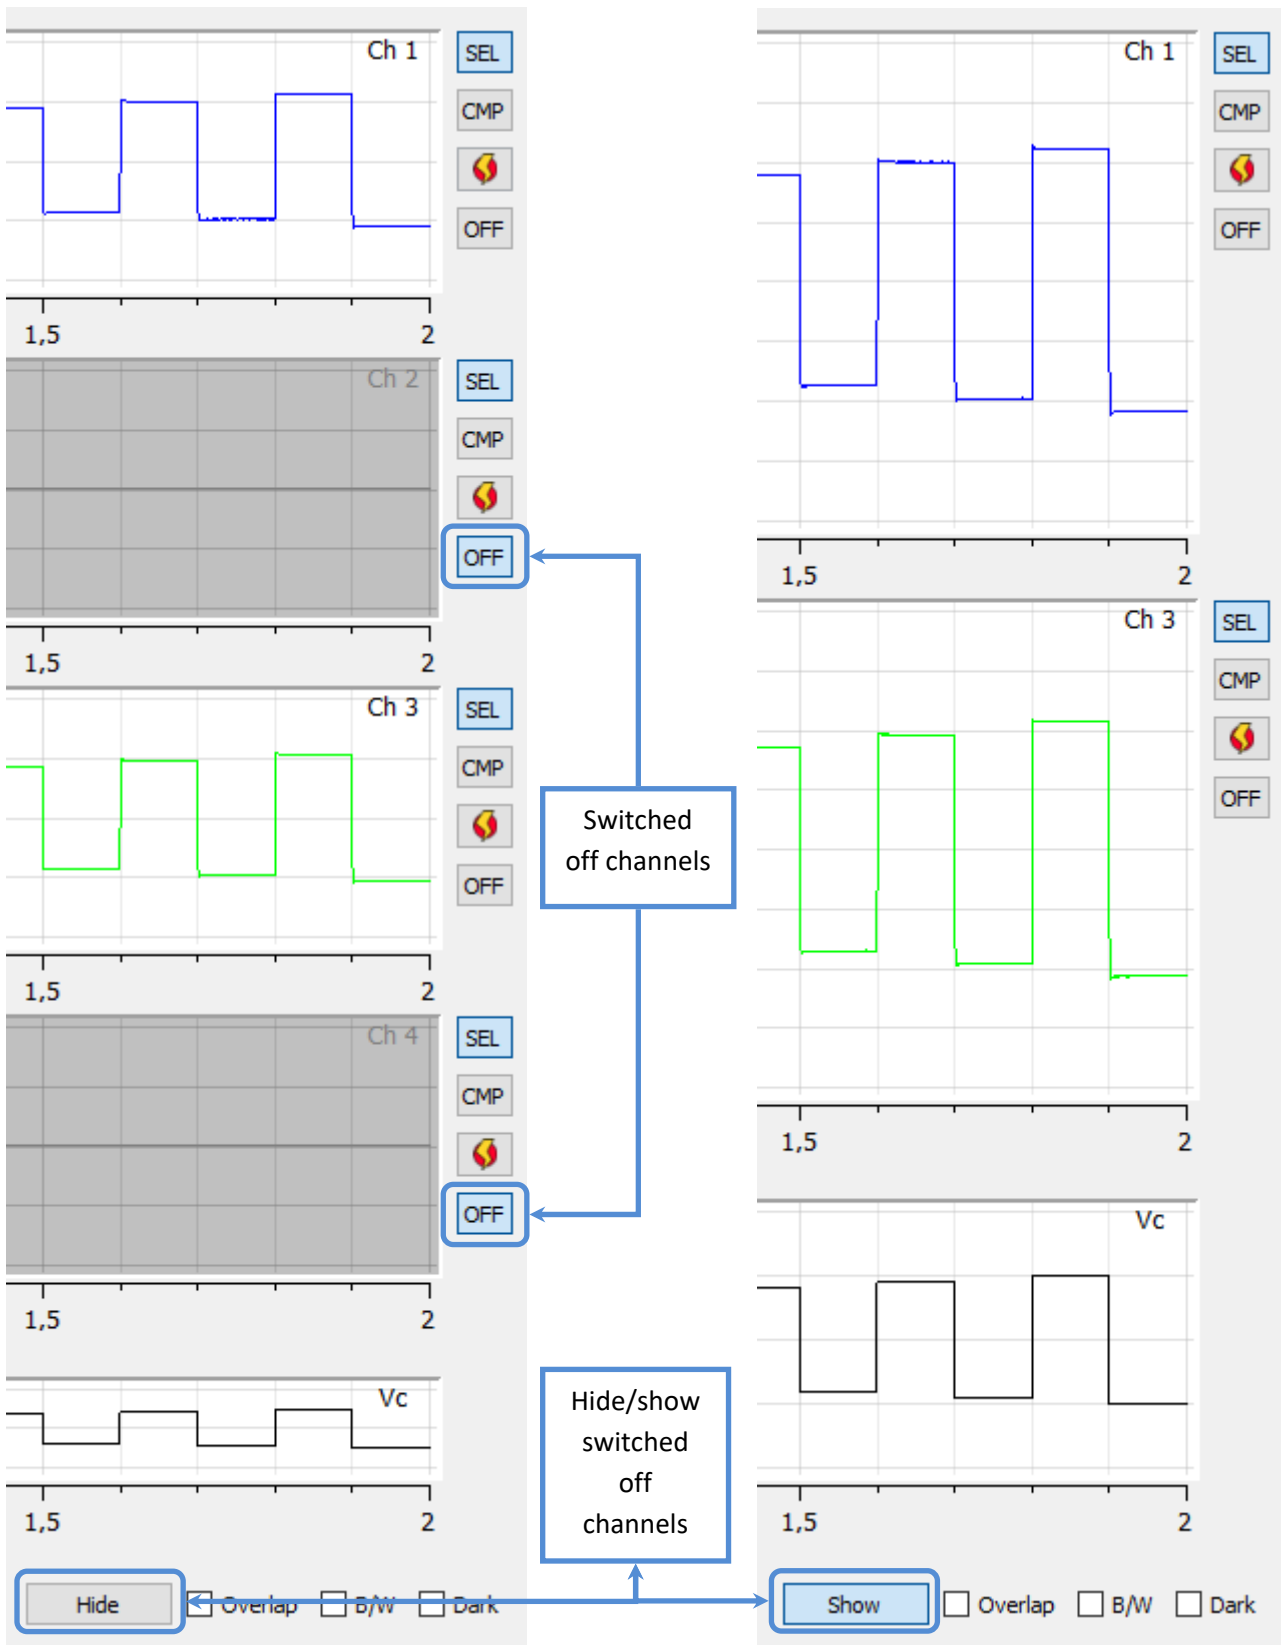 Ch 1
SEL
CMP
OFF
1,5 2
Ch 2
SEL
CMP
OFF
1,5 2
Ch 3
SEL
CMP
OFF
1,5 2
Ch 4
SEL
CMP
OFF
1,5 2
Vc
1,5 2
Hide Overlap B/W Dark
Switched
off channels
Hide/show
switched
off
channels
Ch 1
SEL
CMP
OFF
1,5 2
Ch 3
SEL
CMP
OFF
1,5 2
Vc
1,5 2
Show Overlap B/W Dark